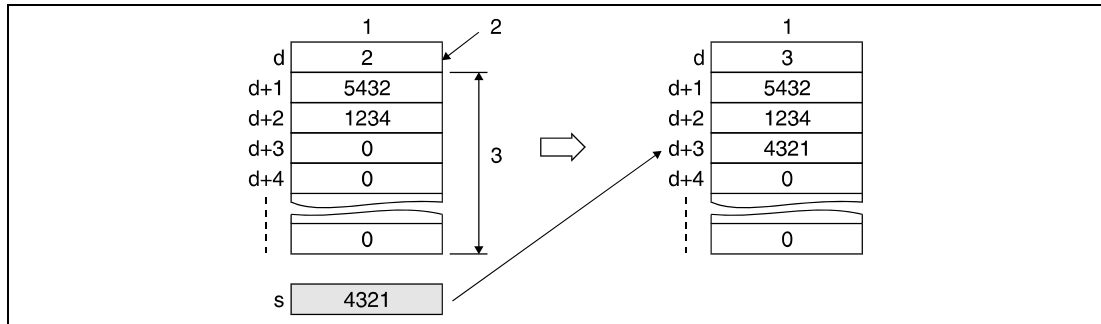 1 2 1
d 2 d 3
d+1 5432 d+1 5432
d+2 1234 d+2 1234
d+3 0 3 d+3 4321
d+4 0 d+4 0
0 0
s 4321